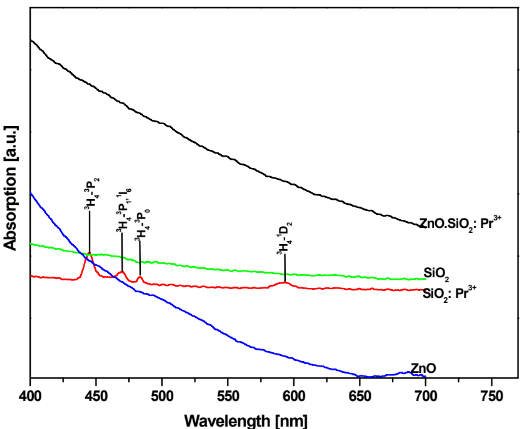 Absorption [a.u.]
³H₄-³P₂
³H₄-³P₁, ¹I₆
³H₄-³P₀
³H₄-¹D₂
ZnO.SiO₂: Pr³⁺
SiO₂
SiO₂: Pr³⁺
ZnO
400 450 500 550 600 650 700 750
Wavelength [nm]